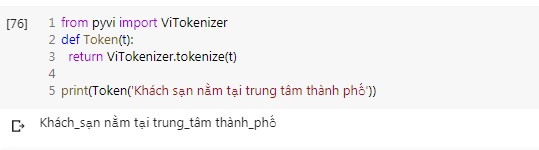 [76]
1 from pyvi import ViTokenizer
2 def Token(t):
3   return ViTokenizer.tokenize(t)
4
5 print(Token('Khách sạn nằm tại trung tâm thành phố'))
Khách_sạn nằm tại trung_tâm thành_phố